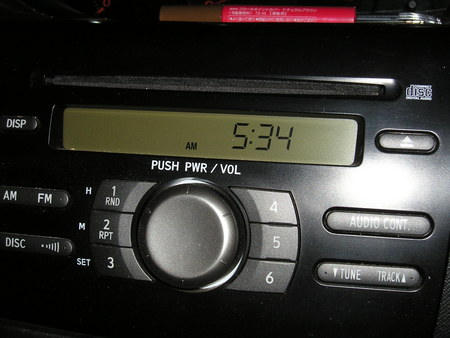 disc
DISP
AM 5:34
PUSH PWR / VOL
AM FM
H 1 RND
4
M 2 RPT
5
DISC
SET 3
6
AUDIO CONT.
▼TUNE TRACK▲